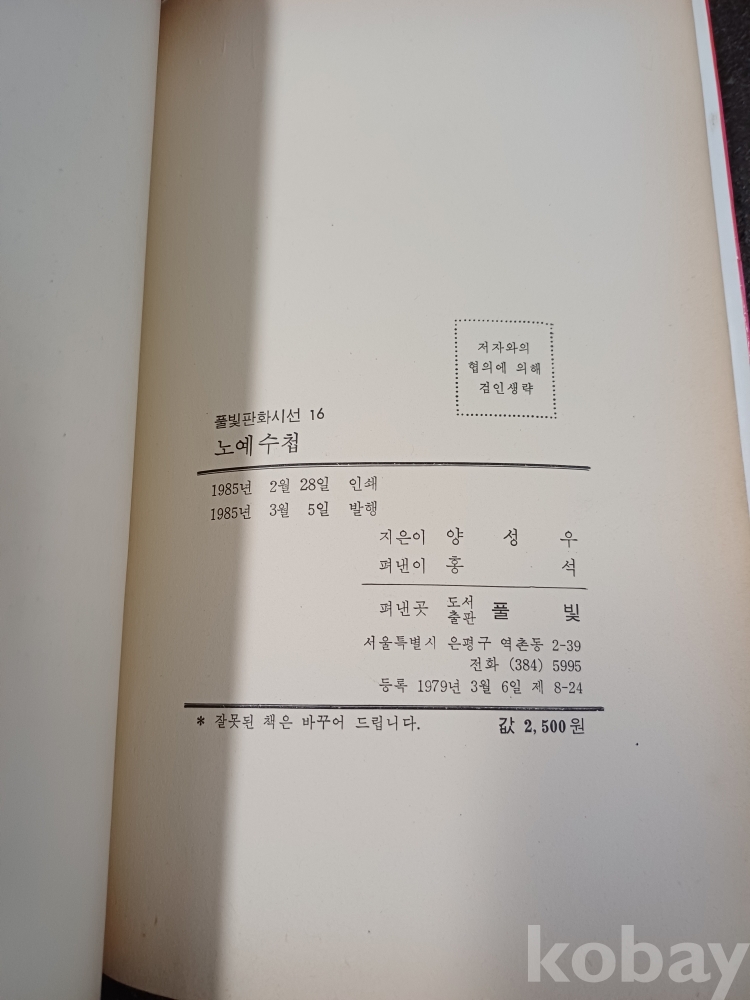 저자와의
협의에 의해
검인생략
풀빛판화시선 16
노예수첩
1985년 2월 28일 인쇄
1985년 3월 5일 발행
지은이 양 성 우
펴낸이 홍 석
펴낸곳 도서출판 풀 빛
서울특별시 은평구 역촌동 2-39
전화 (384) 5995
등록 1979년 3월 6일 제 8-24
* 잘못된 책은 바꾸어 드립니다. 값 2,500원
kobay